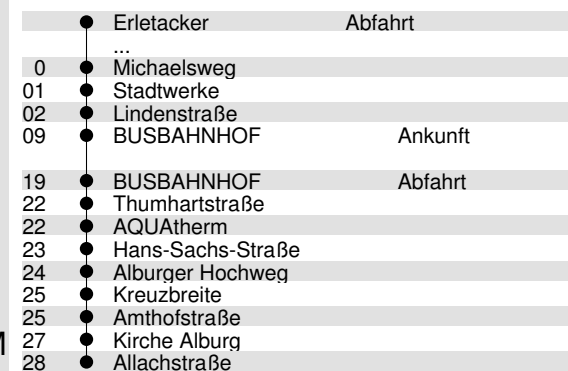 Erletacker Abfahrt
...
0 Michaelsweg
01 Stadtwerke
02 Lindenstraße
09 BUSBAHNHOF Ankunft
19 BUSBAHNHOF Abfahrt
22 Thumhartstraße
22 AQUAtherm
23 Hans-Sachs-Straße
24 Alburger Hochweg
25 Kreuzbreite
25 Amthofstraße
27 Kirche Alburg
28 Allachstraße